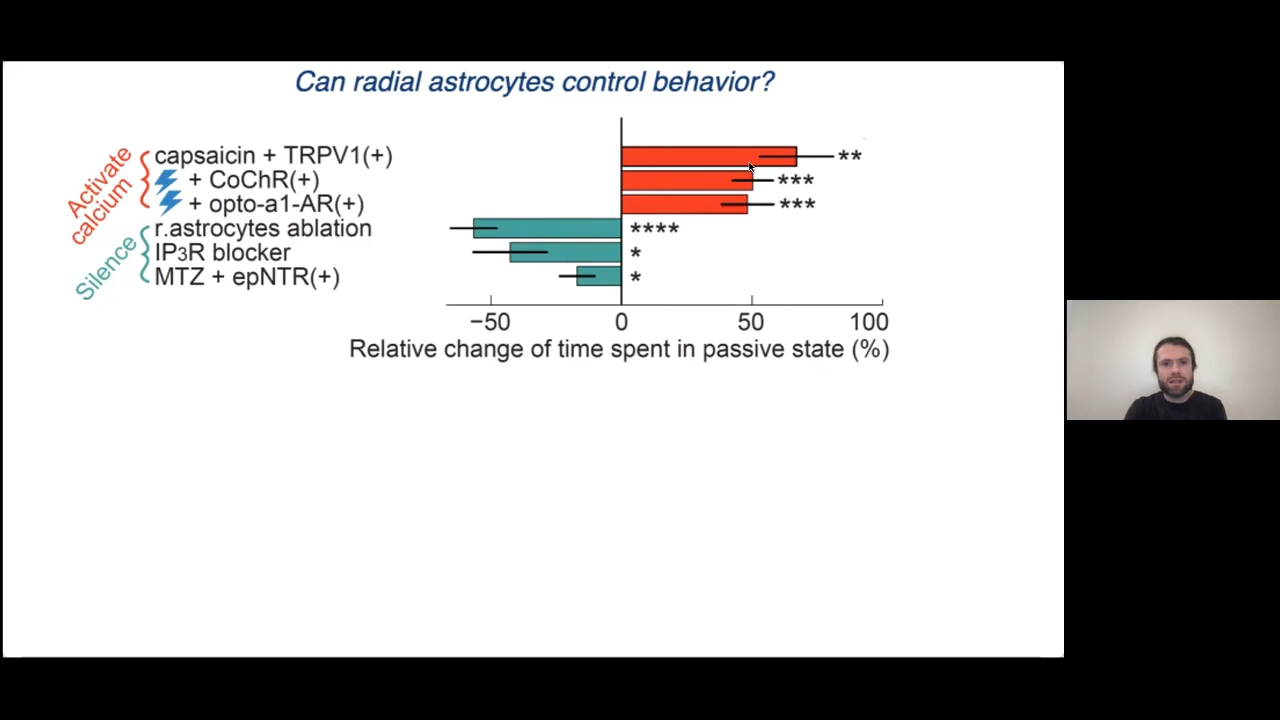 Can radial astrocytes control behavior?
Activate calcium
capsaicin + TRPV1(+)
+ CoChR(+)
+ opto-a1-AR(+)
Silence
r.astrocytes ablation
IP3R blocker
MTZ + epNTR(+)
**
***
***
****
*
*
−50 0 50 100
Relative change of time spent in passive state (%)